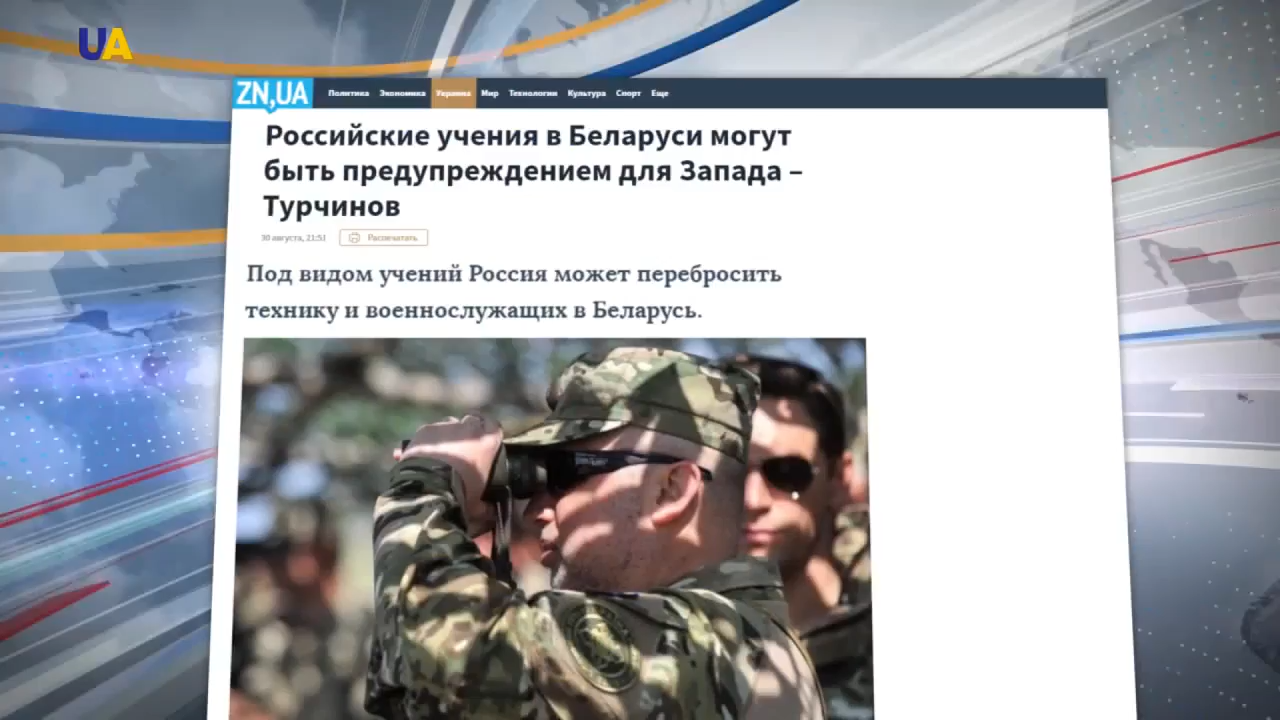 UA
ZN,UA
Политика Экономика Украина Мир Технологии Культура Спорт Еще
Российские учения в Беларуси могут
быть предупреждением для Запада –
Турчинов
30 августа, 21:51 Распечатать
Под видом учений Россия может перебросить
технику и военнослужащих в Беларусь.